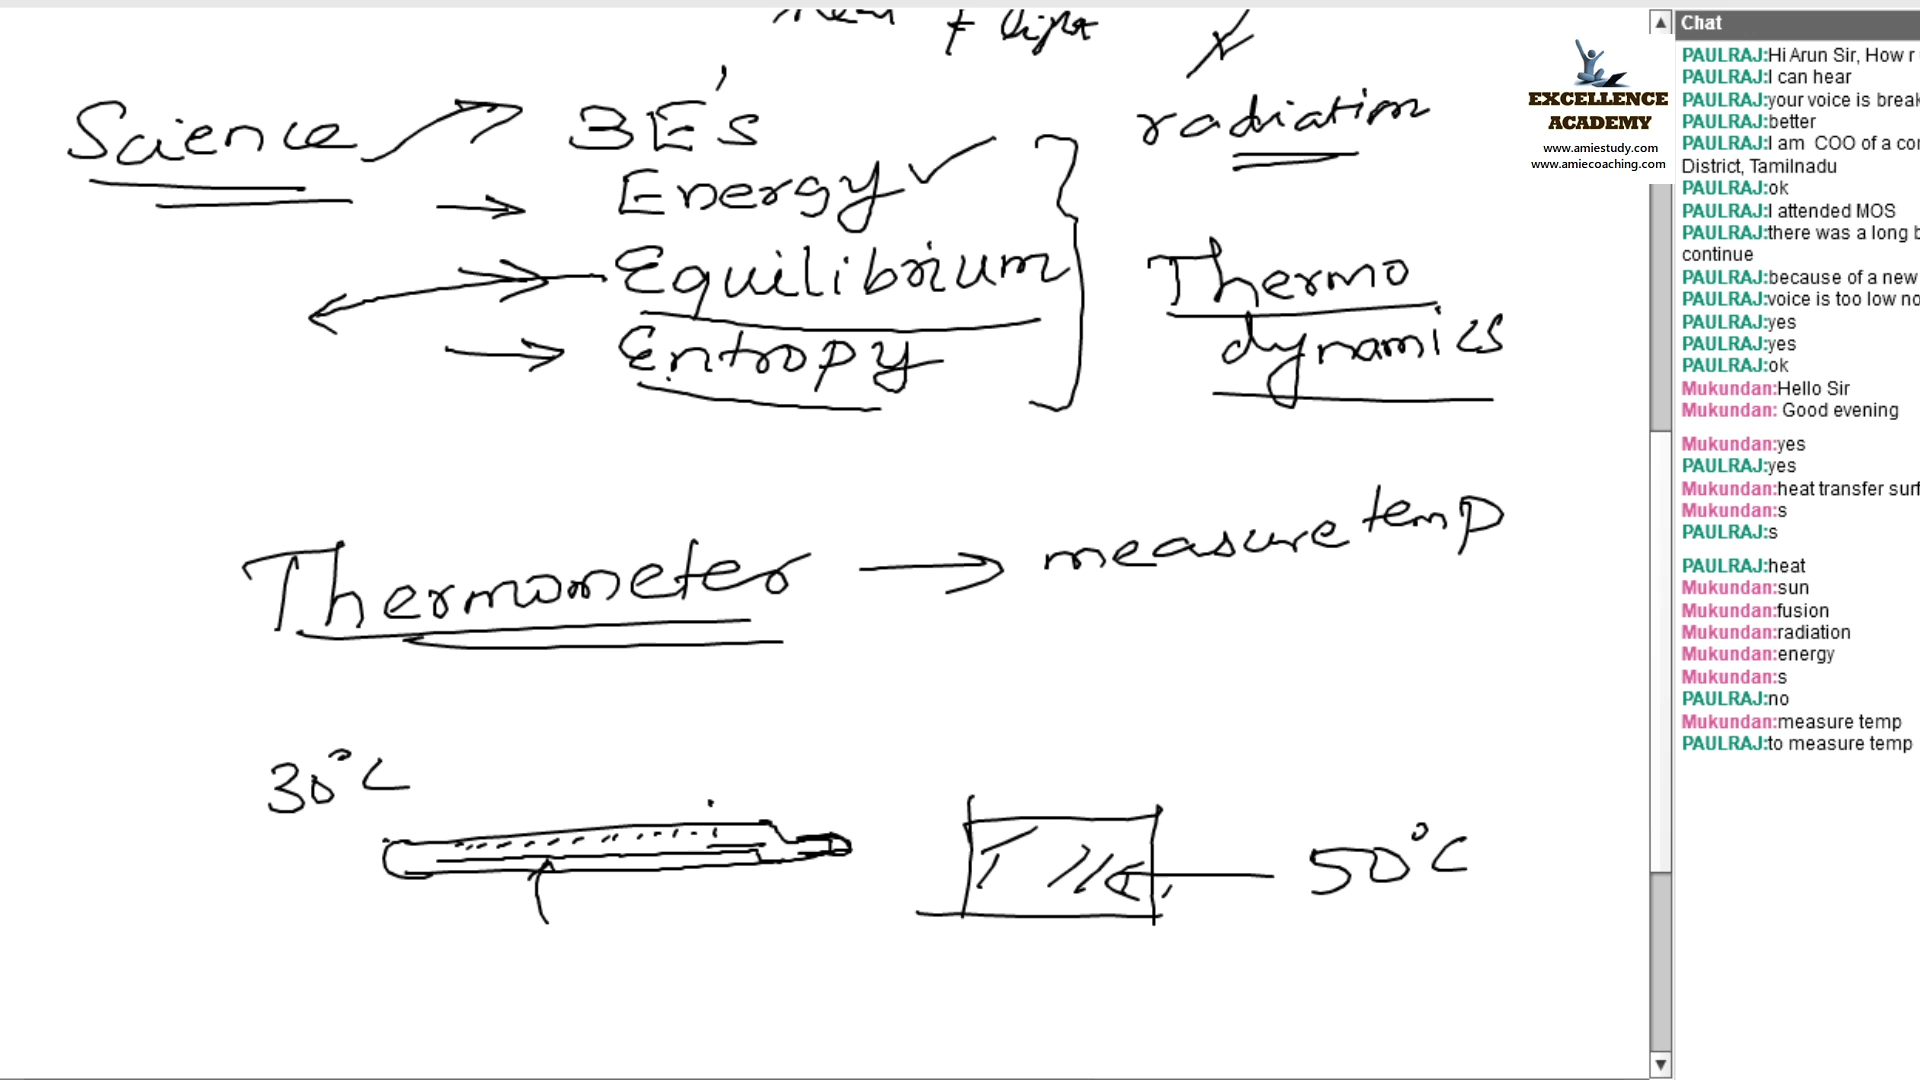 & light
Science → 3E's
radiation
→ Energy ✓
→ Equilibrium
→ Entropy
Thermo
dynamics
Thermometer → measure temp
30°C
50°C
EXCELLENCE
ACADEMY
www.amiestudy.com
www.amiecoaching.com
Chat
PAULRAJ:Hi Arun Sir, How r
PAULRAJ:I can hear
PAULRAJ:your voice is break
PAULRAJ:better
PAULRAJ:I am COO of a co
District, Tamilnadu
PAULRAJ:ok
PAULRAJ:I attended MOS
PAULRAJ:there was a long b
continue
PAULRAJ:because of a new
PAULRAJ:voice is too low no
PAULRAJ:yes
PAULRAJ:yes
PAULRAJ:ok
Mukundan:Hello Sir
Mukundan: Good evening
Mukundan:yes
PAULRAJ:yes
Mukundan:heat transfer surf
Mukundan:s
PAULRAJ:s
PAULRAJ:heat
Mukundan:sun
Mukundan:fusion
Mukundan:radiation
Mukundan:energy
Mukundan:s
PAULRAJ:no
Mukundan:measure temp
PAULRAJ:to measure temp